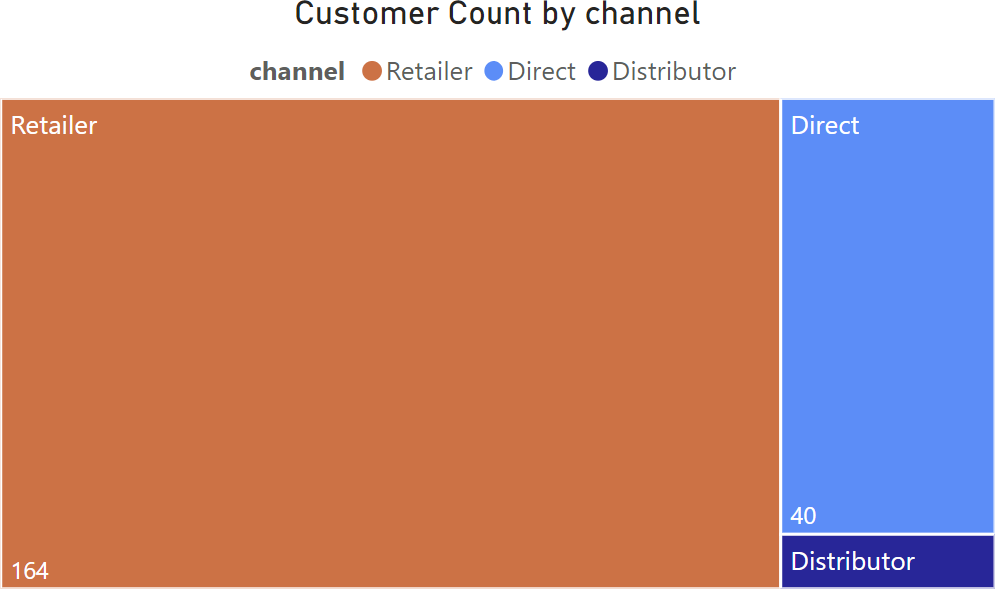 Customer Count by channel
channel Retailer Direct Distributor
Retailer
Direct
40
Distributor
164